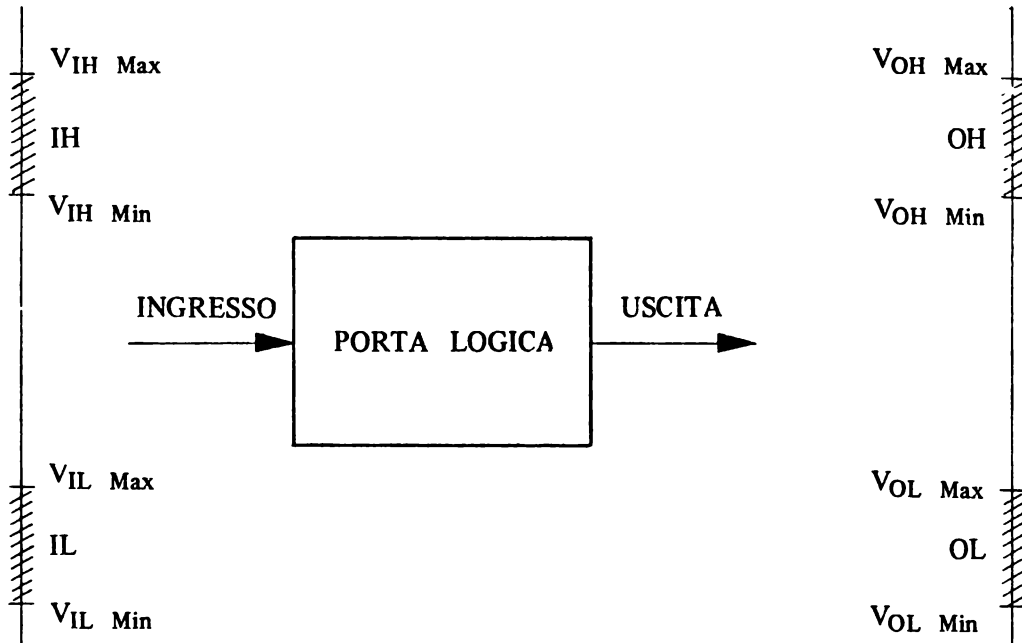 V_IH Max
V_OH Max
IH
OH
V_IH Min
V_OH Min
INGRESSO
USCITA
PORTA LOGICA
V_IL Max
V_OL Max
IL
OL
V_IL Min
V_OL Min